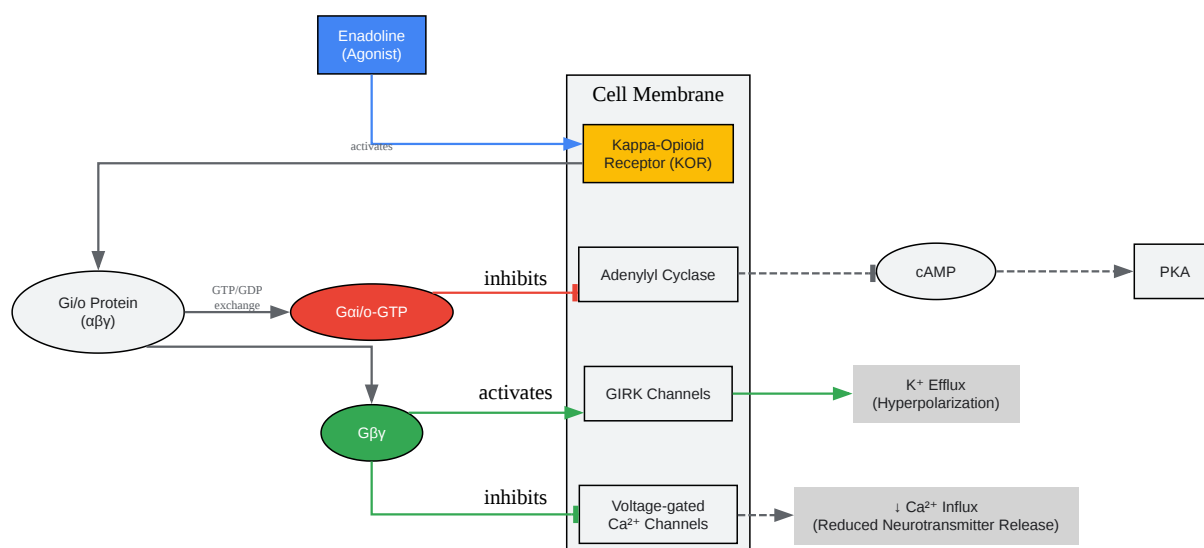 Enadoline
(Agonist)
Cell Membrane
activates
Kappa-Opioid
Receptor (KOR)
Gi/o Protein
(αβγ)
GTP/GDP
exchange
Gαi/o-GTP
inhibits
Adenylyl Cyclase
cAMP
PKA
Gβγ
activates
GIRK Channels
K⁺ Efflux
(Hyperpolarization)
inhibits
Voltage-gated
Ca²⁺ Channels
↓ Ca²⁺ Influx
(Reduced Neurotransmitter Release)